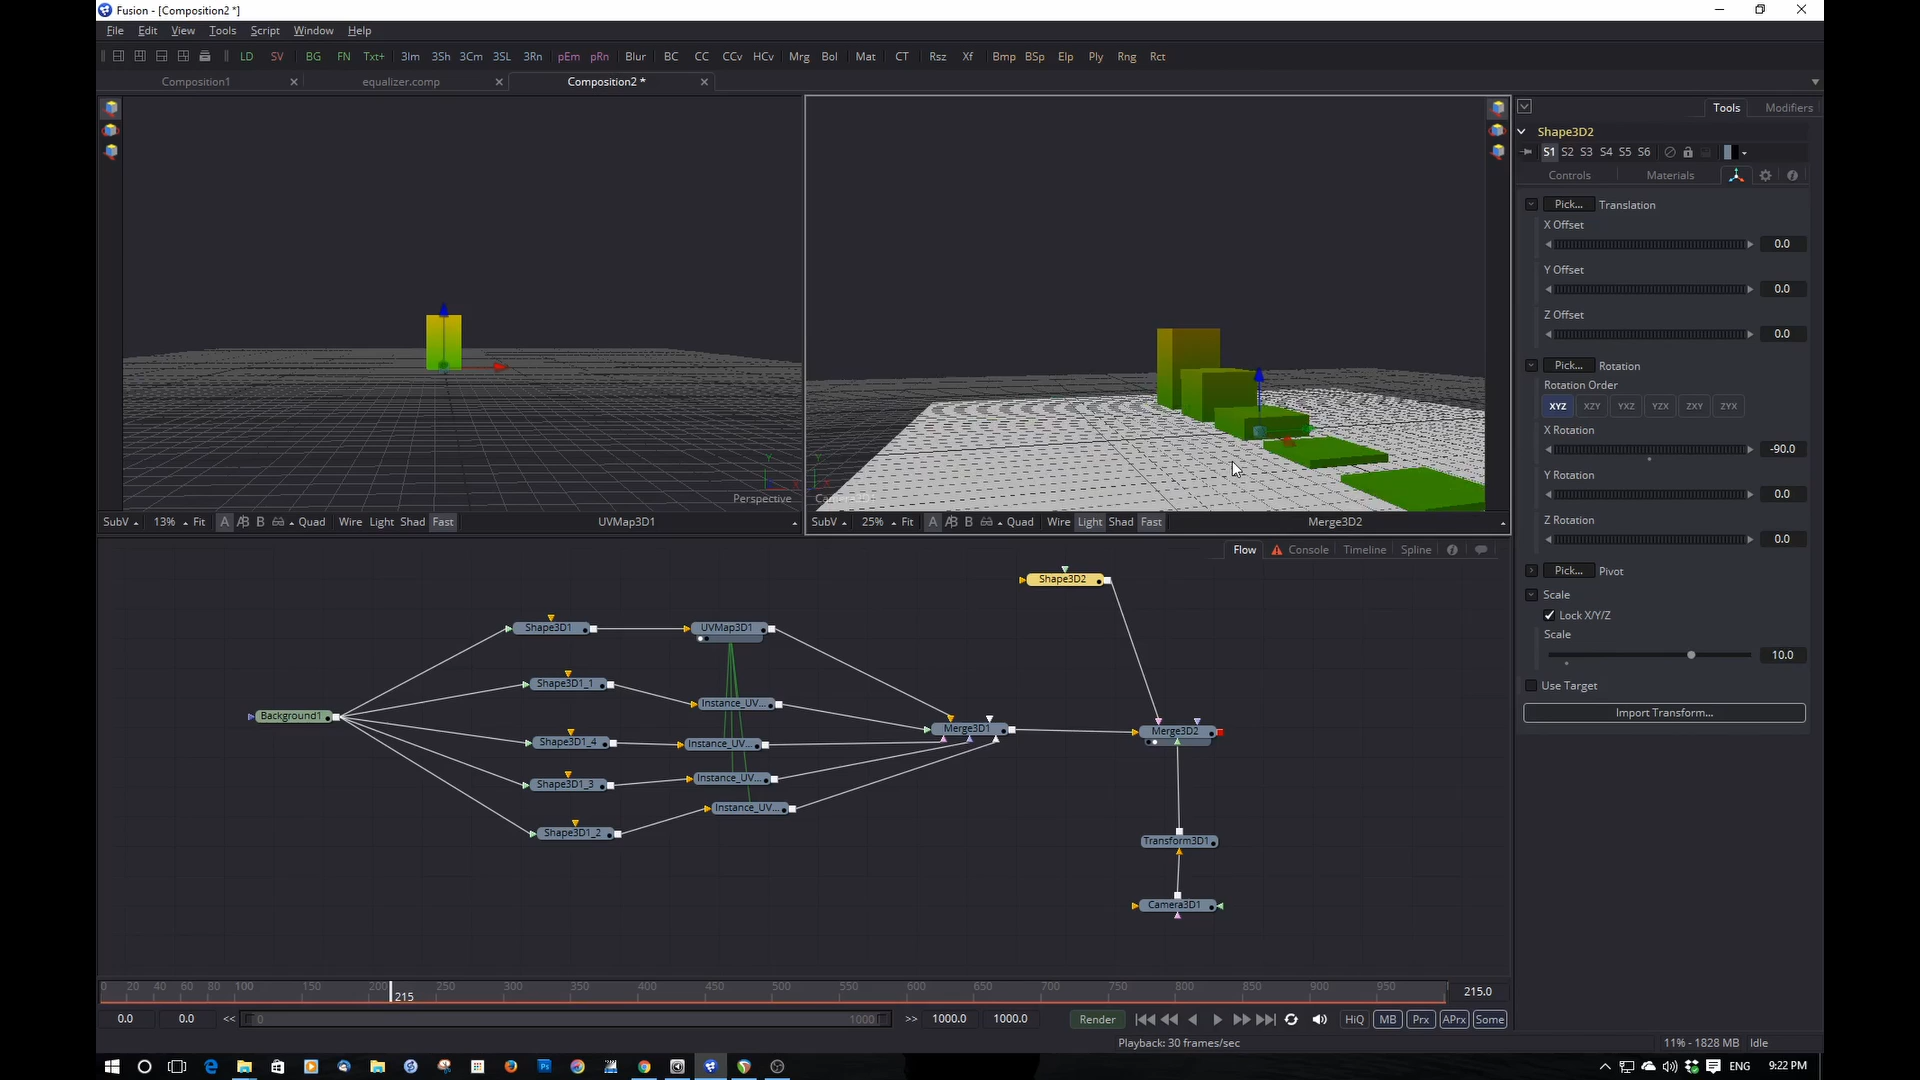 Fusion - [Composition2 *]
File Edit View Tools Script Window Help
LD SV BG FN Txt+ 3Im 3Sh 3Cm 3SL 3Rn pEm pRn Blur BC CC CCv HCv Mrg Bol Mat CT Rsz Xf Bmp BSp Elp Ply Rng Rct
Composition1 equalizer.comp Composition2 *
Tools Modifiers
Shape3D2
S1 S2 S3 S4 S5 S6
Controls Materials
Pick... Translation
X Offset
0.0
Y Offset
0.0
Z Offset
0.0
Pick... Rotation
Rotation Order
XYZ XZY YXZ YZX ZXY ZYX
X Rotation
-90.0
Y Rotation
0.0
Z Rotation
0.0
Pick... Pivot
Scale
Lock X/Y/Z
Scale
10.0
Use Target
Import Transform...
Perspective
SubV 13% Fit A B Quad Wire Light Shad Fast UVMap3D1
SubV 25% Fit A B Quad Wire Light Shad Fast Merge3D2
Flow Console Timeline Spline
Shape3D2
Shape3D1 UVMap3D1
Shape3D1_1
Instance_UV...
Background1
Merge3D1 Merge3D2
Shape3D1_4 Instance_UV...
Shape3D1_3 Instance_UV...
Instance_UV...
Shape3D1_2
Transform3D1
Camera3D1
0 20 40 60 80 100 150 200 250 300 350 400 450 500 550 600 650 700 750 800 850 900 950
215
215.0
0.0 0.0 << 0 1000 >> 1000.0 1000.0 Render HiQ MB Prx APrx Some
Playback: 30 frames/sec 11% - 1828 MB Idle
ENG 9:22 PM